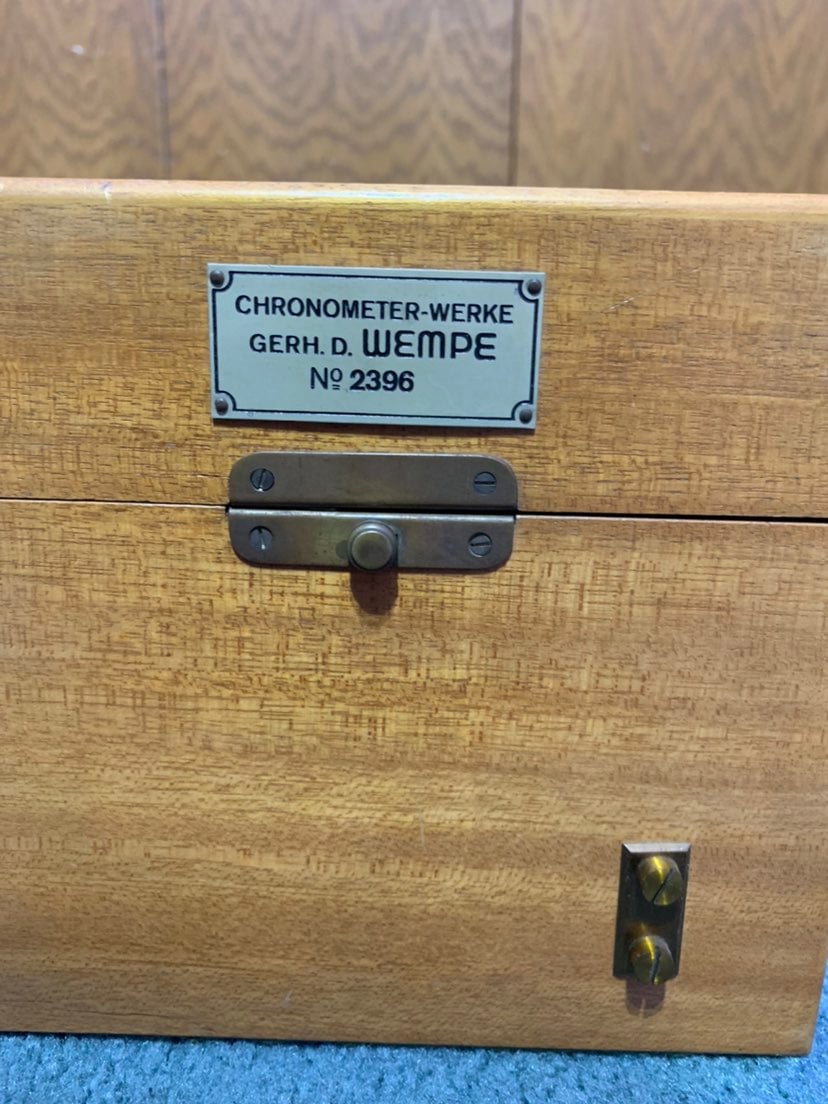 CHRONOMETER-WERKE
GERH. D. WEMPE
Nº 2396